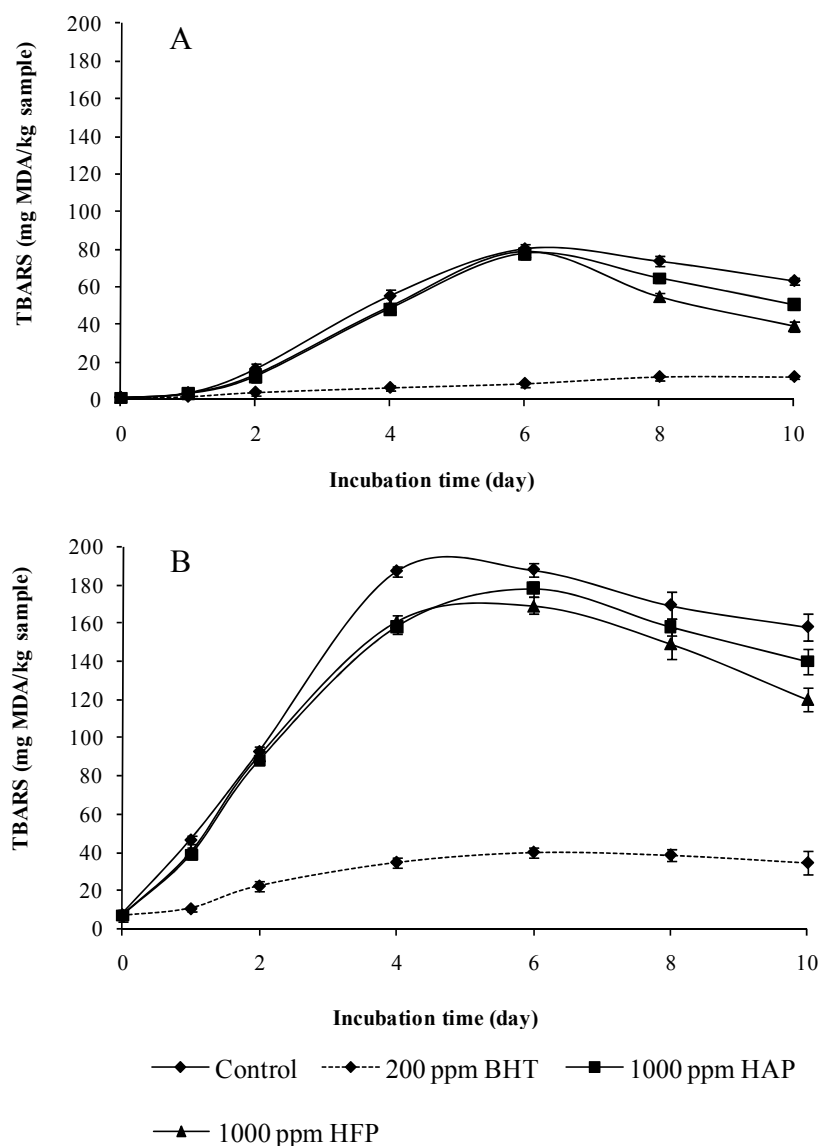 A
200
180
160
140
120
100
80
60
40
20
0
TBARS (mg MDA/kg sample)
0 2 4 6 8 10
Incubation time (day)
B
200
180
160
140
120
100
80
60
40
20
0
TBARS (mg MDA/kg sample)
0 2 4 6 8 10
Incubation time (day)
Control 200 ppm BHT 1000 ppm HAP
1000 ppm HFP